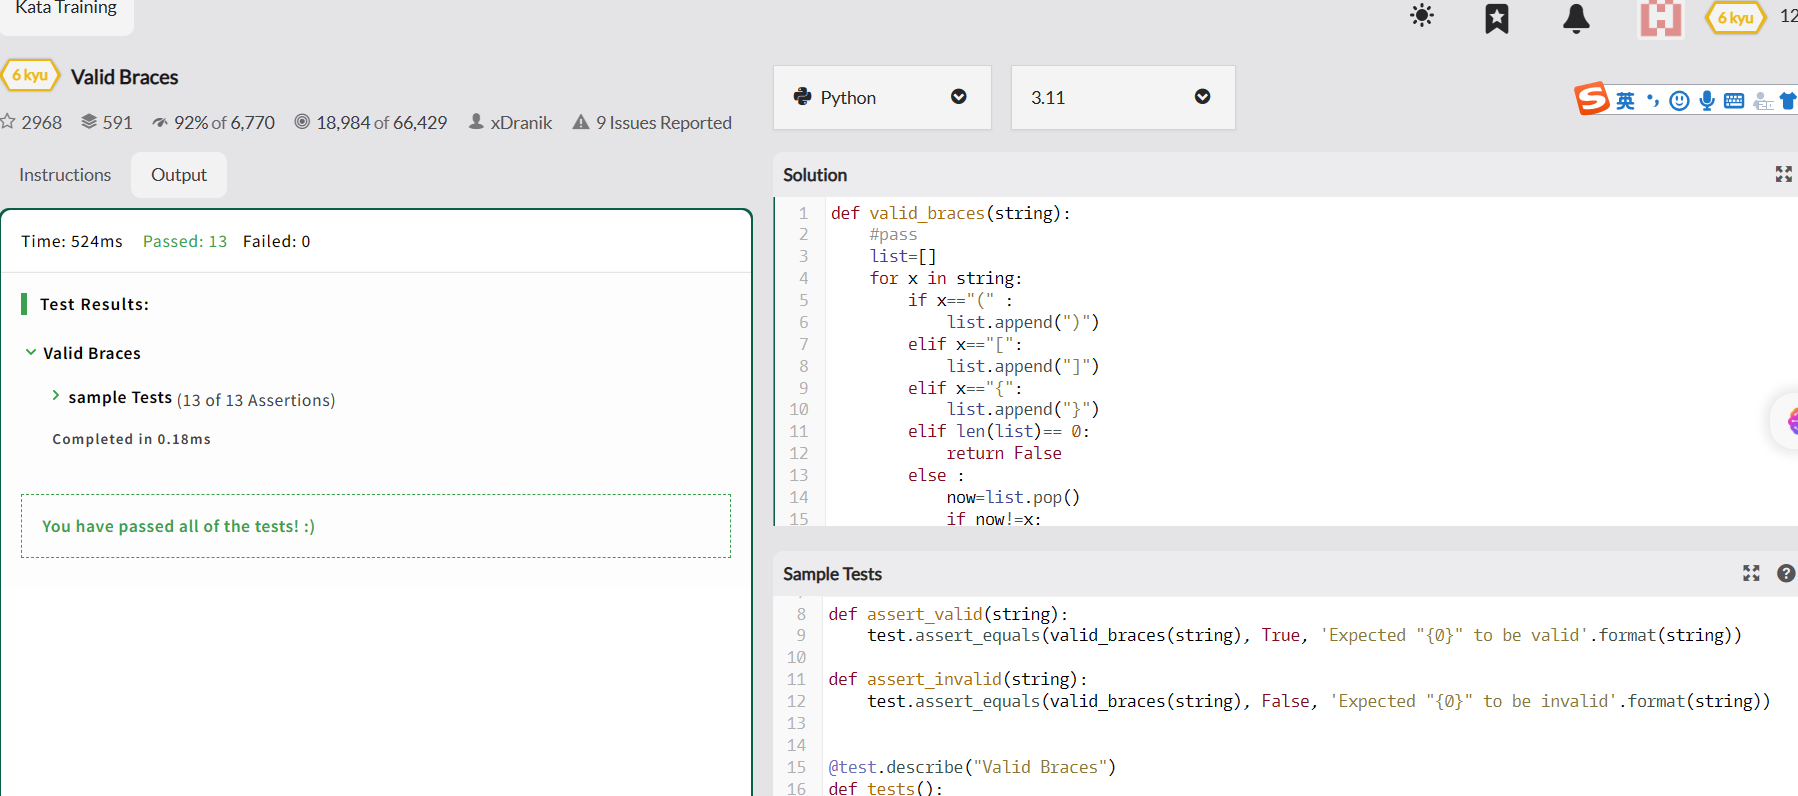 Kata Training
6 kyu
12
6 kyu Valid Braces
2968 591 92% of 6,770 18,984 of 66,429 xDranik 9 Issues Reported
Python
3.11
英
Instructions Output
Time: 524ms Passed: 13 Failed: 0
Test Results:
Valid Braces
sample Tests (13 of 13 Assertions)
Completed in 0.18ms
You have passed all of the tests! :)
Solution
1 def valid_braces(string):
2 #pass
3 list=[]
4 for x in string:
5 if x=="(" :
6 list.append(")")
7 elif x=="[":
8 list.append("]")
9 elif x=="{":
10 list.append("}")
11 elif len(list)== 0:
12 return False
13 else :
14 now=list.pop()
15 if now!=x:
Sample Tests
8 def assert_valid(string):
9 test.assert_equals(valid_braces(string), True, 'Expected "{0}" to be valid'.format(string))
10
11 def assert_invalid(string):
12 test.assert_equals(valid_braces(string), False, 'Expected "{0}" to be invalid'.format(string))
13
14
15 @test.describe("Valid Braces")
16 def tests():